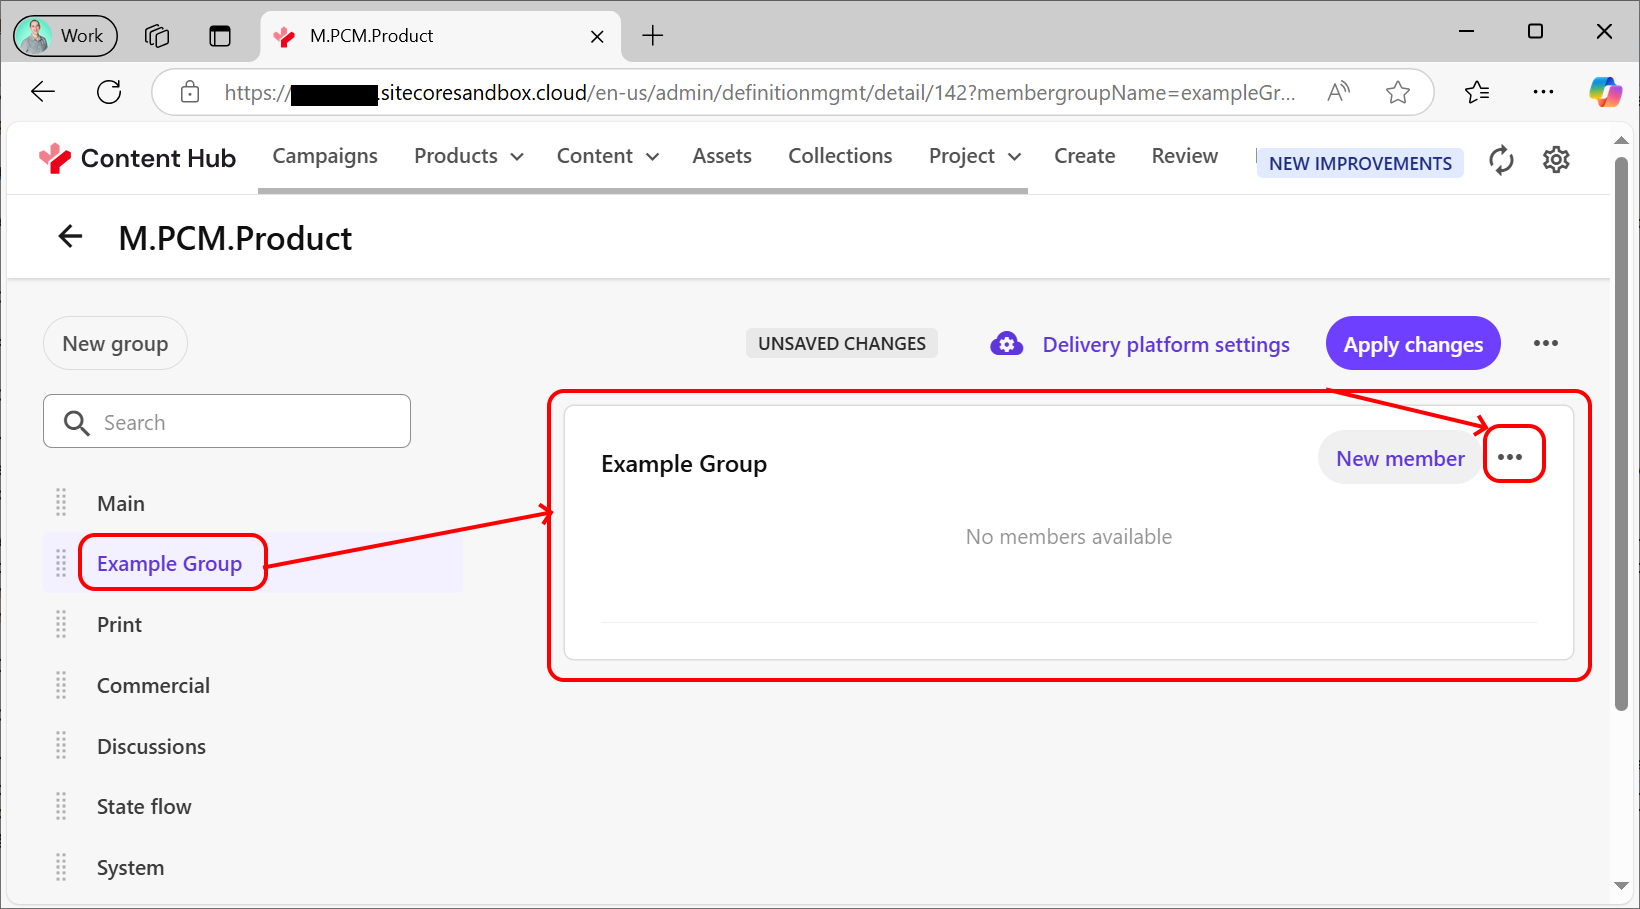 Work
M.PCM.Product
https:// .sitecoresandbox.cloud/en-us/admin/definitionmgmt/detail/142?membergroupName=exampleGr...
Content Hub
Campaigns
Products
Content
Assets
Collections
Project
Create
Review
NEW IMPROVEMENTS
M.PCM.Product
New group
UNSAVED CHANGES
Delivery platform settings
Apply changes
Search
Example Group
New member
No members available
Main
Example Group
Print
Commercial
Discussions
State flow
System